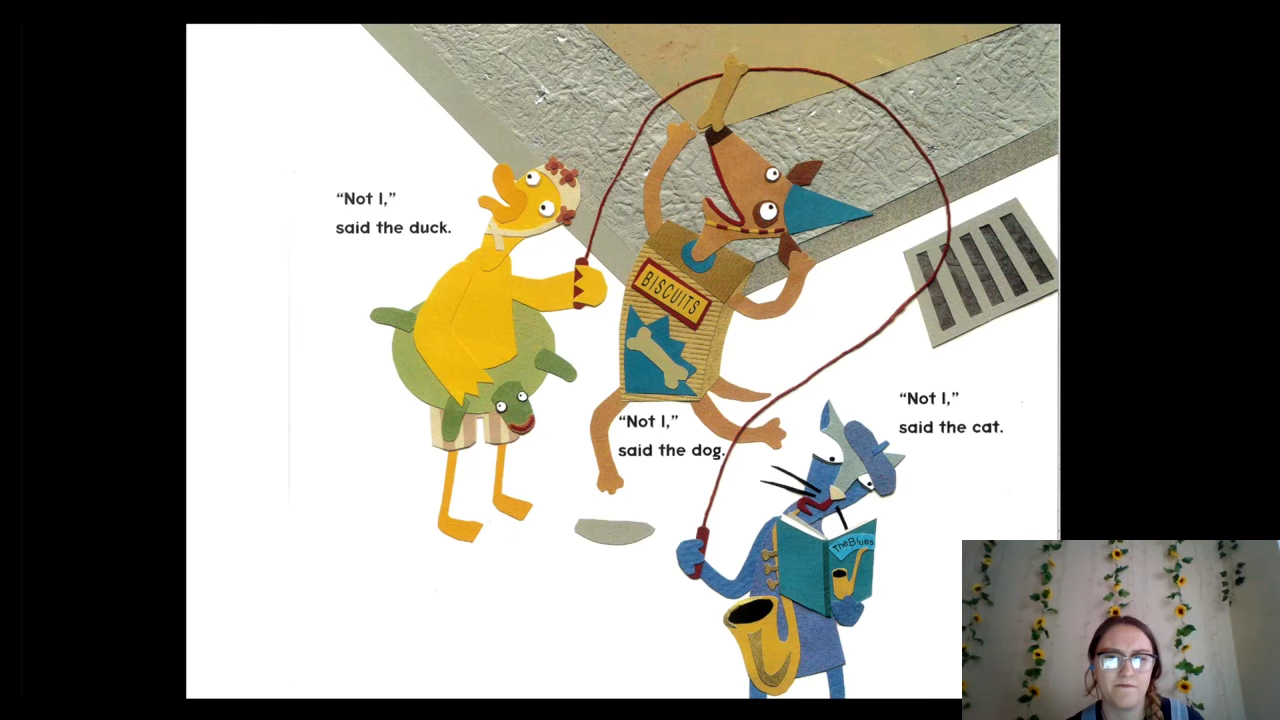 “Not I,”
said the duck.
BISCUITS
“Not I,”
said the dog.
“Not I,”
said the cat.
The Blues